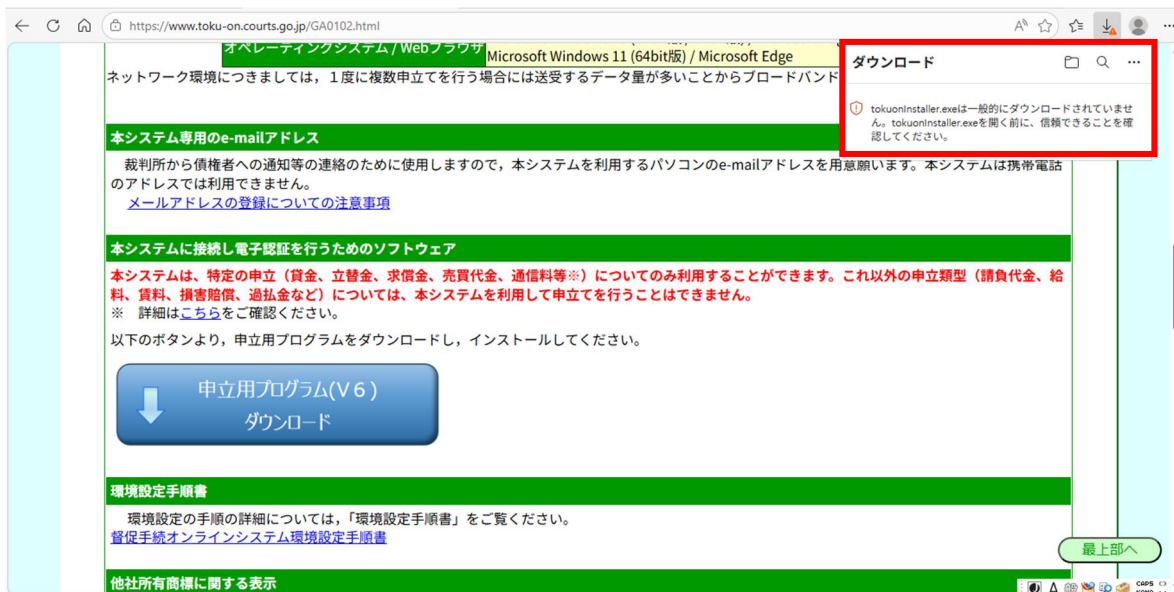 https://www.toku-on.courts.go.jp/GA0102.html
オペレーティングシステム / Webブラウザ
Microsoft Windows 11 (64bit版) / Microsoft Edge
ネットワーク環境につきましては，１度に複数申立てを行う場合には送受するデータ量が多いことからブロードバンド
ダウンロード
tokuonInstaller.exeは一般的にダウンロードされていませ
ん。tokuonInstaller.exeを開く前に、信頼できることを確
認してください。
本システム専用のe-mailアドレス
裁判所から債権者への通知等の連絡のために使用しますので，本システムを利用するパソコンのe-mailアドレスを用意願います。本システムは携帯電話
のアドレスでは利用できません。
メールアドレスの登録についての注意事項
本システムに接続し電子認証を行うためのソフトウェア
本システムは、特定の申立（貸金、立替金、求償金、売買代金、通信料等※）についてのみ利用することができます。これ以外の申立類型（請負代金、給
料、賃料、損害賠償、過払金など）については、本システムを利用して申立てを行うことはできません。
※　詳細はこちらをご確認ください。
以下のボタンより，申立用プログラムをダウンロードし，インストールしてください。
申立用プログラム(V６)
ダウンロード
環境設定手順書
環境設定の手順の詳細については，「環境設定手順書」をご覧ください。
督促手続オンラインシステム環境設定手順書
最上部へ
他社所有商標に関する表示
A
CAPS